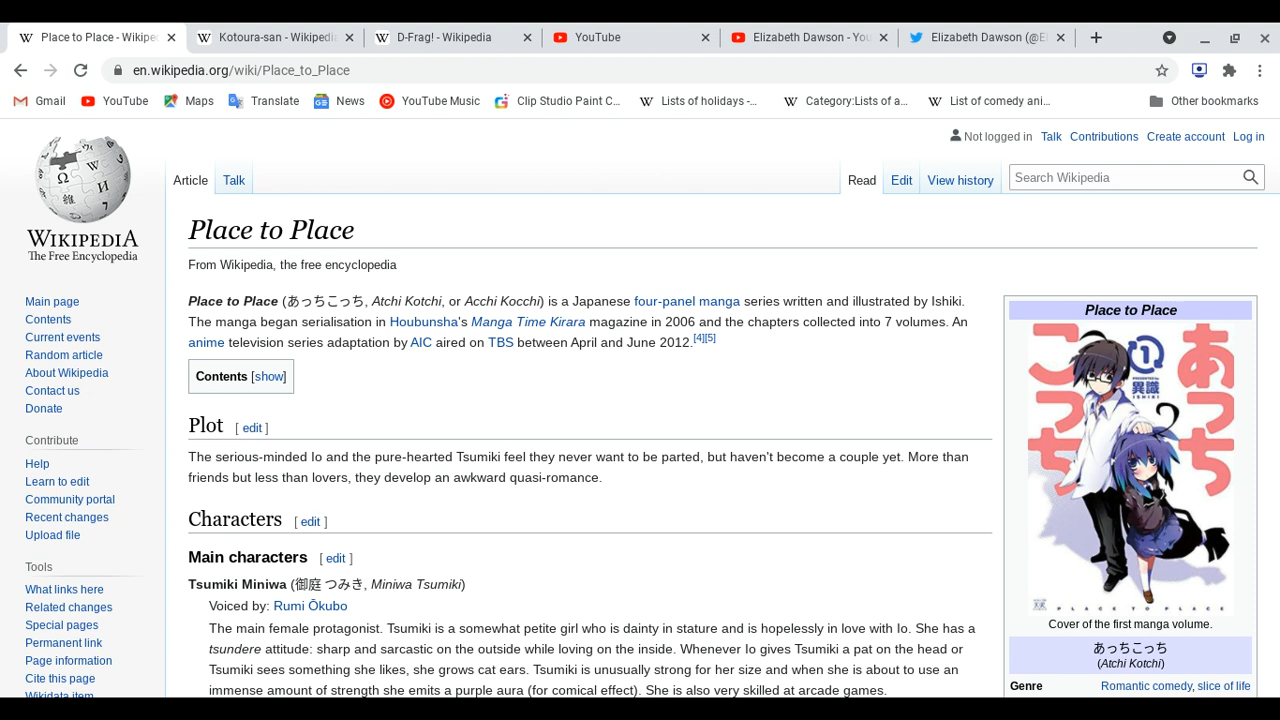 Place to Place - Wikipe
Kotoura-san - Wikipedia
D-Frag! - Wikipedia
YouTube
Elizabeth Dawson - You
Elizabeth Dawson (@E
en.wikipedia.org/wiki/Place_to_Place
Gmail
YouTube
Maps
Translate
News
YouTube Music
Clip Studio Paint C...
Lists of holidays -...
Category:Lists of a...
List of comedy ani...
Other bookmarks
Not logged in Talk Contributions Create account Log in
Article Talk
Read Edit View history
Search Wikipedia
WIKIPEDIA
The Free Encyclopedia
Main page
Contents
Current events
Random article
About Wikipedia
Contact us
Donate
Contribute
Help
Learn to edit
Community portal
Recent changes
Upload file
Tools
What links here
Related changes
Special pages
Permanent link
Page information
Cite this page
Wikidata item
Place to Place
From Wikipedia, the free encyclopedia
Place to Place (あっちこっち, Atchi Kotchi, or Acchi Kocchi) is a Japanese four-panel manga series written and illustrated by Ishiki.
The manga began serialisation in Houbunsha's Manga Time Kirara magazine in 2006 and the chapters collected into 7 volumes. An
anime television series adaptation by AIC aired on TBS between April and June 2012.[4][5]
Contents [show]
Plot [ edit ]
The serious-minded Io and the pure-hearted Tsumiki feel they never want to be parted, but haven't become a couple yet. More than
friends but less than lovers, they develop an awkward quasi-romance.
Characters [ edit ]
Main characters [ edit ]
Tsumiki Miniwa (御庭 つみき, Miniwa Tsumiki)
Voiced by: Rumi Ōkubo
The main female protagonist. Tsumiki is a somewhat petite girl who is dainty in stature and is hopelessly in love with Io. She has a
tsundere attitude: sharp and sarcastic on the outside while loving on the inside. Whenever Io gives Tsumiki a pat on the head or
Tsumiki sees something she likes, she grows cat ears. Tsumiki is unusually strong for her size and when she is about to use an
immense amount of strength she emits a purple aura (for comical effect). She is also very skilled at arcade games.
Place to Place
あっち
こっち
1
異識
ISHIKI
PLACE TO PLACE
Cover of the first manga volume.
あっちこっち
(Atchi Kotchi)
Genre Romantic comedy, slice of life